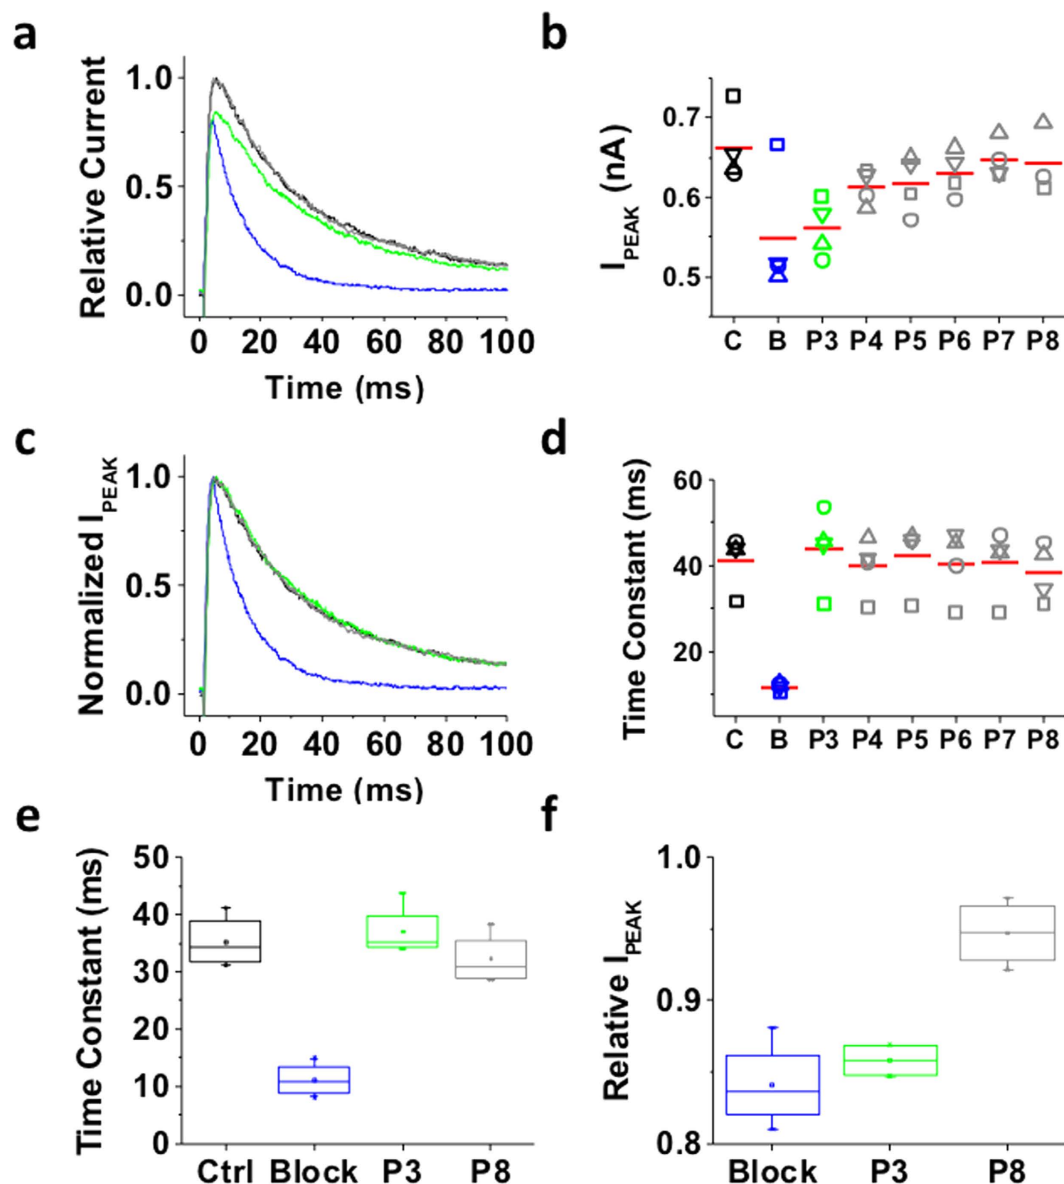 a
Relative Current
1.0
0.5
0.0
0 20 40 60 80 100
Time (ms)
b
I_PEAK (nA)
0.7
0.6
0.5
C B P3 P4 P5 P6 P7 P8
c
Normalized I_PEAK
1.0
0.5
0.0
0 20 40 60 80 100
Time (ms)
d
Time Constant (ms)
60
40
20
C B P3 P4 P5 P6 P7 P8
e
Time Constant (ms)
50
40
30
20
10
0
Ctrl Block P3 P8
f
Relative I_PEAK
1.0
0.9
0.8
Block P3 P8